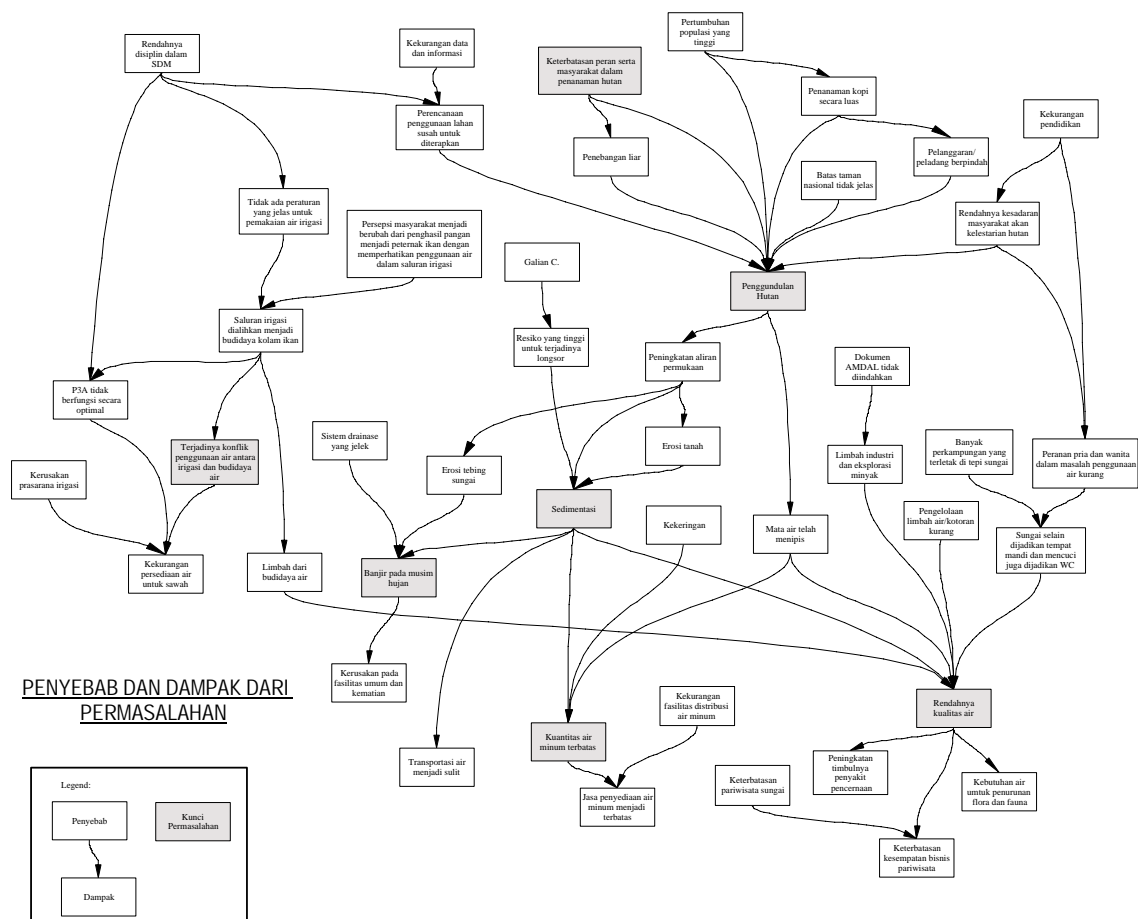 Rendahnya
disiplin dalam
SDM
Kekurangan data
dan informasi
Keterbatasan peran serta
masyarakat dalam
penanaman hutan
Pertumbuhan
populasi yang
tinggi
Penanaman kopi
secara luas
Kekurangan
pendidikan
Perencanaan
penggunaan lahan
susah untuk
diterapkan
Penebangan liar
Batas taman
nasional tidak jelas
Pelanggaran/
peladang berpindah
Tidak ada peraturan
yang jelas untuk
pemakaian air irigasi
Persepsi masyarakat menjadi
berubah dari penghasil pangan
menjadi peternak ikan dengan
memperhatikan penggunaan air
dalam saluran irigasi
Rendahnya kesadaran
masyarakat akan
kelestarian hutan
Galian C.
Penggundulan
Hutan
Saluran irigasi
dialihkan menjadi
budidaya kolam ikan
Resiko yang tinggi
untuk terjadinya
longsor
Peningkatan aliran
permukaan
Dokumen
AMDAL tidak
diindahkan
P3A tidak
berfungsi secara
optimal
Terjadinya konflik
penggunaan air antara
irigasi dan budidaya
air
Sistem drainase
yang jelek
Erosi tebing
sungai
Erosi tanah
Limbah industri
dan eksplorasi
minyak
Banyak
perkampungan yang
terletak di tepi sungai
Peranan pria dan wanita
dalam masalah penggunaan
air kurang
Kerusakan
prasarana irigasi
Sedimentasi
Kekeringan
Mata air telah
menipis
Pengelolaan
limbah air/kotoran
kurang
Sungai selain
dijadikan tempat
mandi dan mencuci
juga dijadikan WC
Kekurangan
persediaan air
untuk sawah
Limbah dari
budidaya air
Banjir pada musim
hujan
Kerusakan pada
fasilitas umum dan
kematian
PENYEBAB DAN DAMPAK DARI
PERMASALAHAN
Kekurangan
fasilitas distribusi
air minum
Rendahnya
kualitas air
Kuantitas air
minum terbatas
Transportasi air
menjadi sulit
Jasa penyediaan air
minum menjadi
terbatas
Keterbatasan
pariwisata sungai
Peningkatan
timbulnya
penyakit
pencernaan
Kebutuhan air
umtuk penurunan
flora dan fauna
Keterbatasan
kesempatan bisnis
pariwisata
Legend:
Penyebab
Kunci
Permasalahan
Dampak